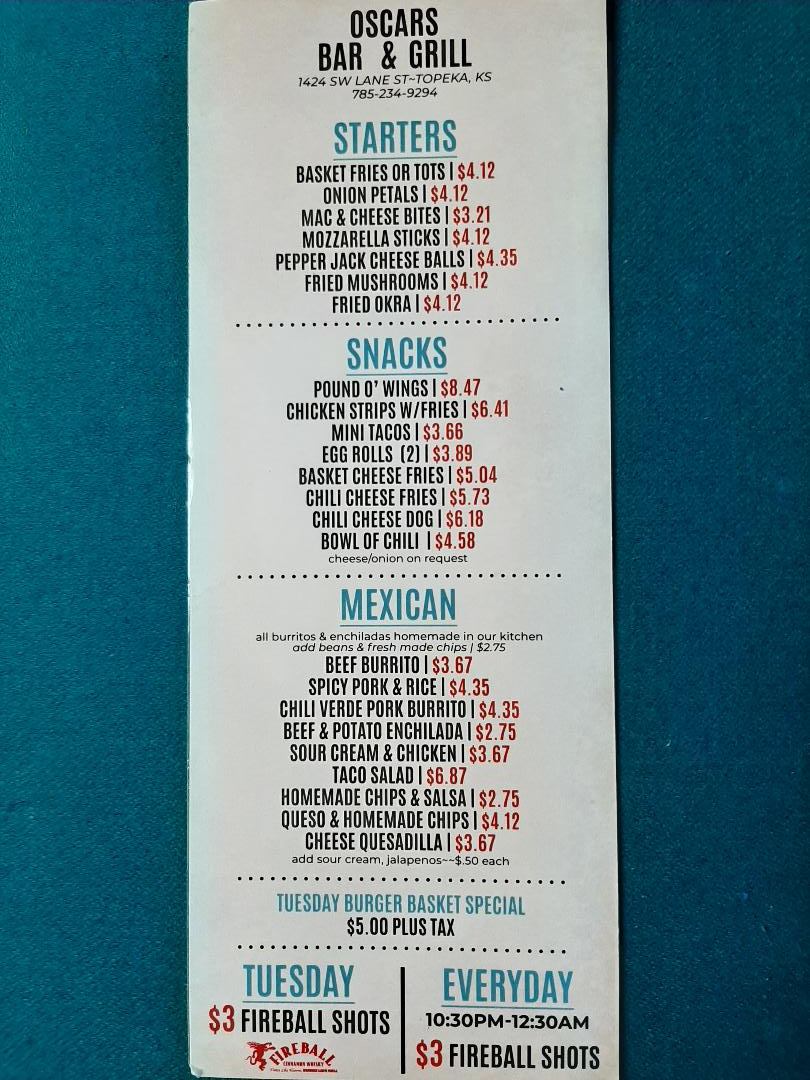 OSCARS
BAR & GRILL
1424 SW LANE ST~TOPEKA, KS
785-234-9294
STARTERS
BASKET FRIES OR TOTS | $4.12
ONION PETALS | $4.12
MAC & CHEESE BITES | $3.21
MOZZARELLA STICKS | $4.12
PEPPER JACK CHEESE BALLS | $4.35
FRIED MUSHROOMS | $4.12
FRIED OKRA | $4.12
SNACKS
POUND O' WINGS | $8.47
CHICKEN STRIPS W/FRIES | $6.41
MINI TACOS | $3.66
EGG ROLLS (2) | $3.89
BASKET CHEESE FRIES | $5.04
CHILI CHEESE FRIES | $5.73
CHILI CHEESE DOG | $6.18
BOWL OF CHILI | $4.58
cheese/onion on request
MEXICAN
all burritos & enchiladas homemade in our kitchen
add beans & fresh made chips | $2.75
BEEF BURRITO | $3.67
SPICY PORK & RICE | $4.35
CHILI VERDE PORK BURRITO | $4.35
BEEF & POTATO ENCHILADA | $2.75
SOUR CREAM & CHICKEN | $3.67
TACO SALAD | $6.87
HOMEMADE CHIPS & SALSA | $2.75
QUESO & HOMEMADE CHIPS | $4.12
CHEESE QUESADILLA | $3.67
add sour cream, jalapenos~~$.50 each
TUESDAY BURGER BASKET SPECIAL
$5.00 PLUS TAX
TUESDAY
$3 FIREBALL SHOTS
FIREBALL
CINNAMON WHISKY
EVERYDAY
10:30PM-12:30AM
$3 FIREBALL SHOTS